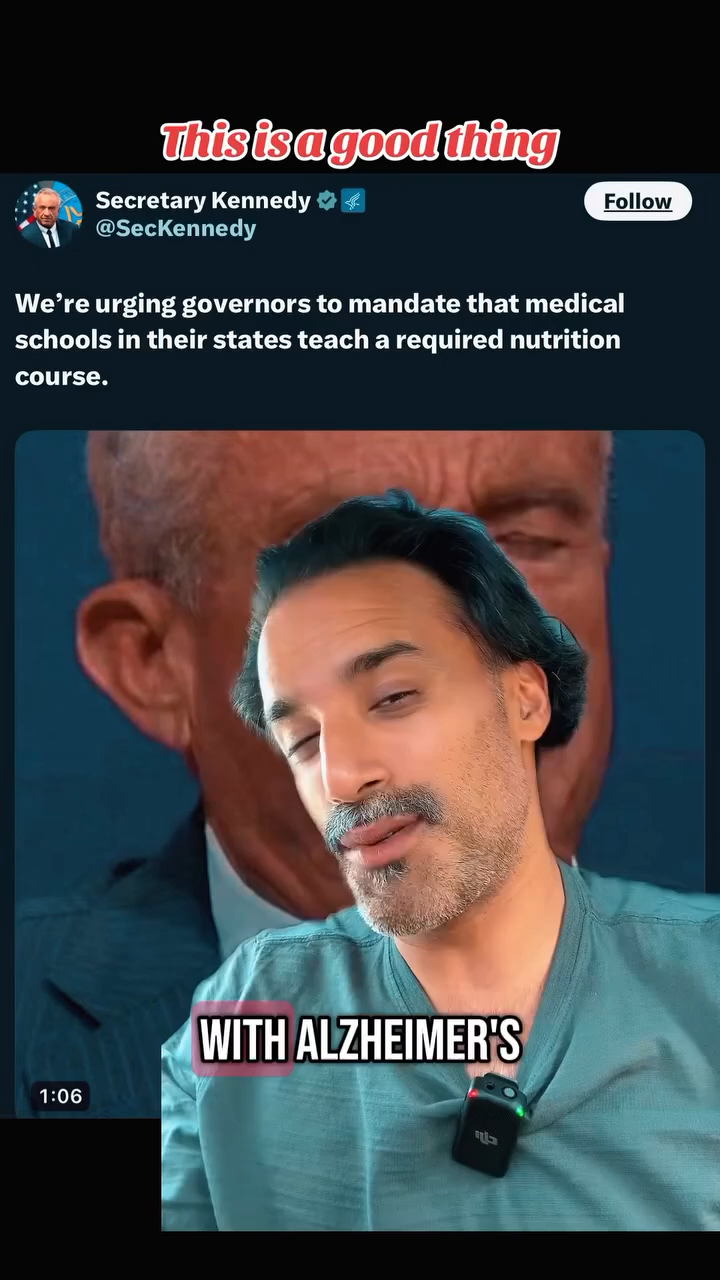 This is a good thing
Secretary Kennedy
@SecKennedy
Follow
We’re urging governors to mandate that medical
schools in their states teach a required nutrition
course.
WITH ALZHEIMER'S
dji
1:06